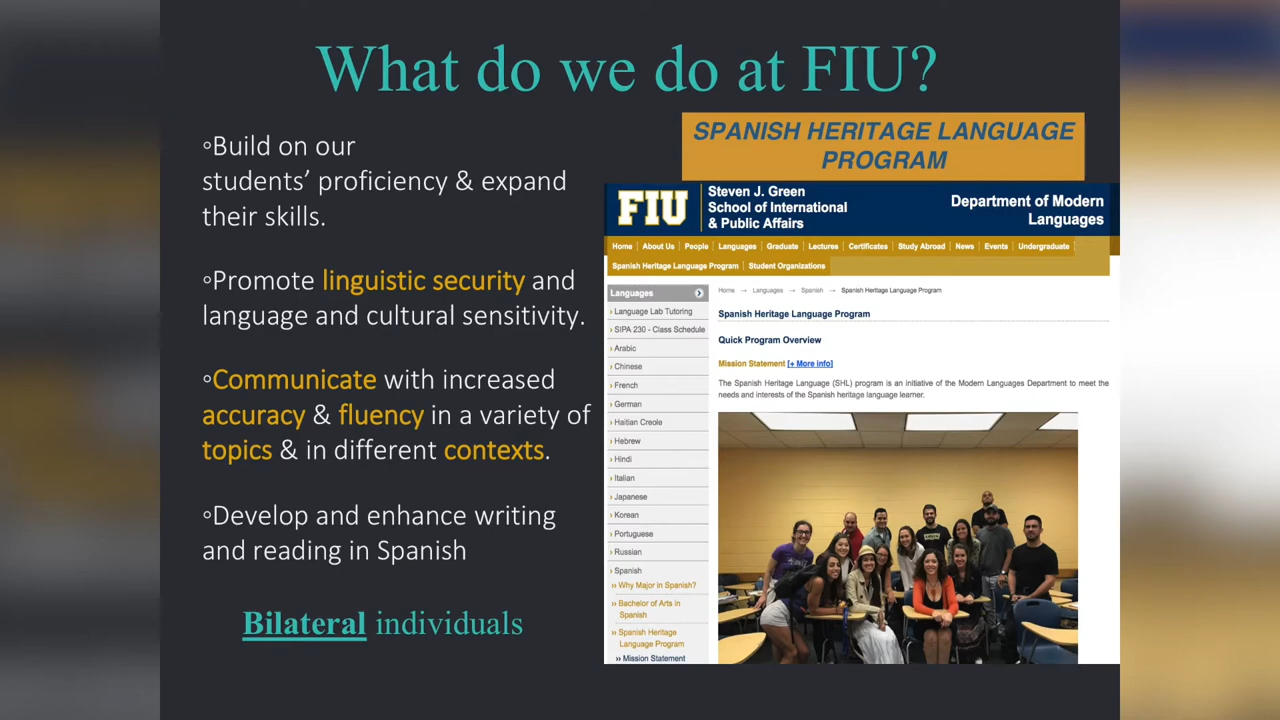 What do we do at FIU?
◦Build on our
students’ proficiency & expand
their skills.
◦Promote linguistic security and
language and cultural sensitivity.
◦Communicate with increased
accuracy & fluency in a variety of
topics & in different contexts.
◦Develop and enhance writing
and reading in Spanish
Bilateral individuals
SPANISH HERITAGE LANGUAGE
PROGRAM
FIU
Steven J. Green
School of International
& Public Affairs
Department of Modern
Languages
Home About Us People Languages Graduate Lectures Certificates Study Abroad News Events Undergraduate
Spanish Heritage Language Program Student Organizations
Languages
› Language Lab Tutoring
› SIPA 230 - Class Schedule
› Arabic
› Chinese
› French
› German
› Haitian Creole
› Hebrew
› Hindi
› Italian
› Japanese
› Korean
› Portuguese
› Russian
› Spanish
›› Why Major in Spanish?
›› Bachelor of Arts in
Spanish
›› Spanish Heritage
Language Program
›› Mission Statement
Home → Languages → Spanish → Spanish Heritage Language Program
Spanish Heritage Language Program
Quick Program Overview
Mission Statement [+ More info]
The Spanish Heritage Language (SHL) program is an initiative of the Modern Languages Department to meet the
needs and interests of the Spanish heritage language learner.